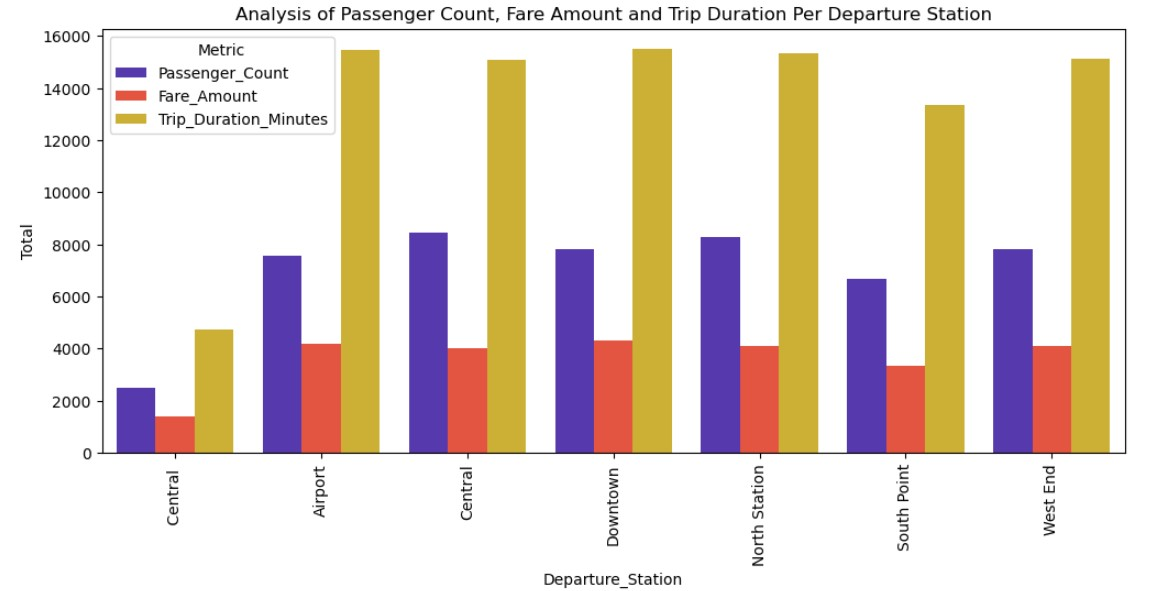 Analysis of Passenger Count, Fare Amount and Trip Duration Per Departure Station
Metric
Passenger_Count
Fare_Amount
Trip_Duration_Minutes
Total
16000
14000
12000
10000
8000
6000
4000
2000
0
Central
Airport
Central
Downtown
North Station
South Point
West End
Departure_Station